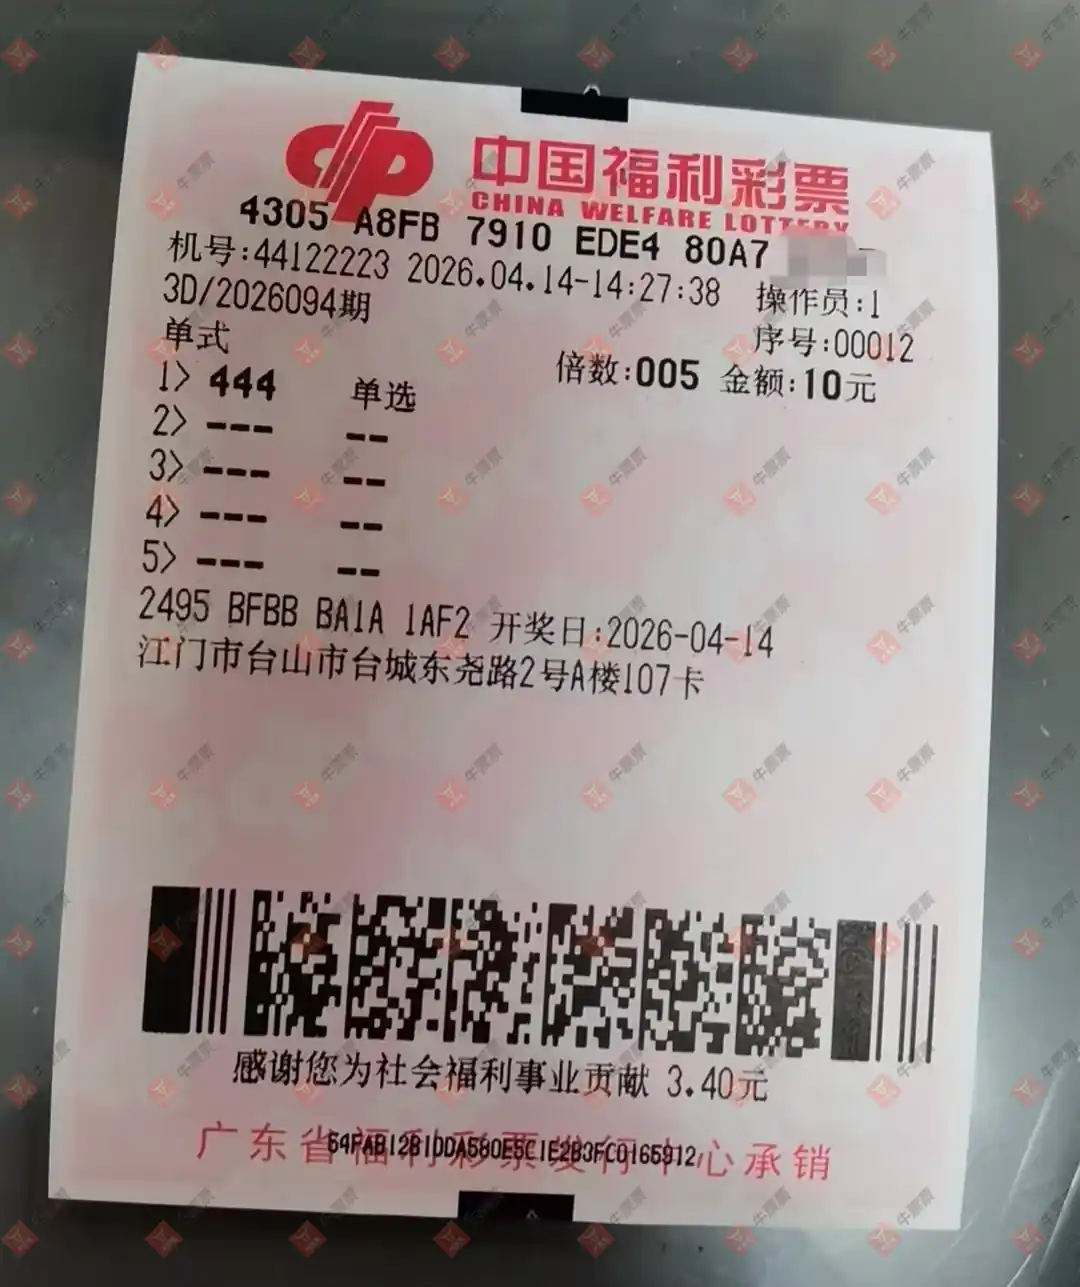 中国福利彩票
CHINA WELFARE LOTTERY
4305 A8FB 7910 EDE4 80A7
机号:44122223 2026.04.14-14:27:38 操作员:1
3D/2026094期 序号:00012
单式 倍数:005 金额:10元
1> 444 单选
2> --- --
3> --- --
4> --- --
5> --- --
2495 BFBB BA1A 1AF2 开奖日:2026-04-14
江门市台山市台城东尧路2号A楼107卡
感谢您为社会福利事业贡献 3.40元
广东省福利彩票发行中心承销
牛票票